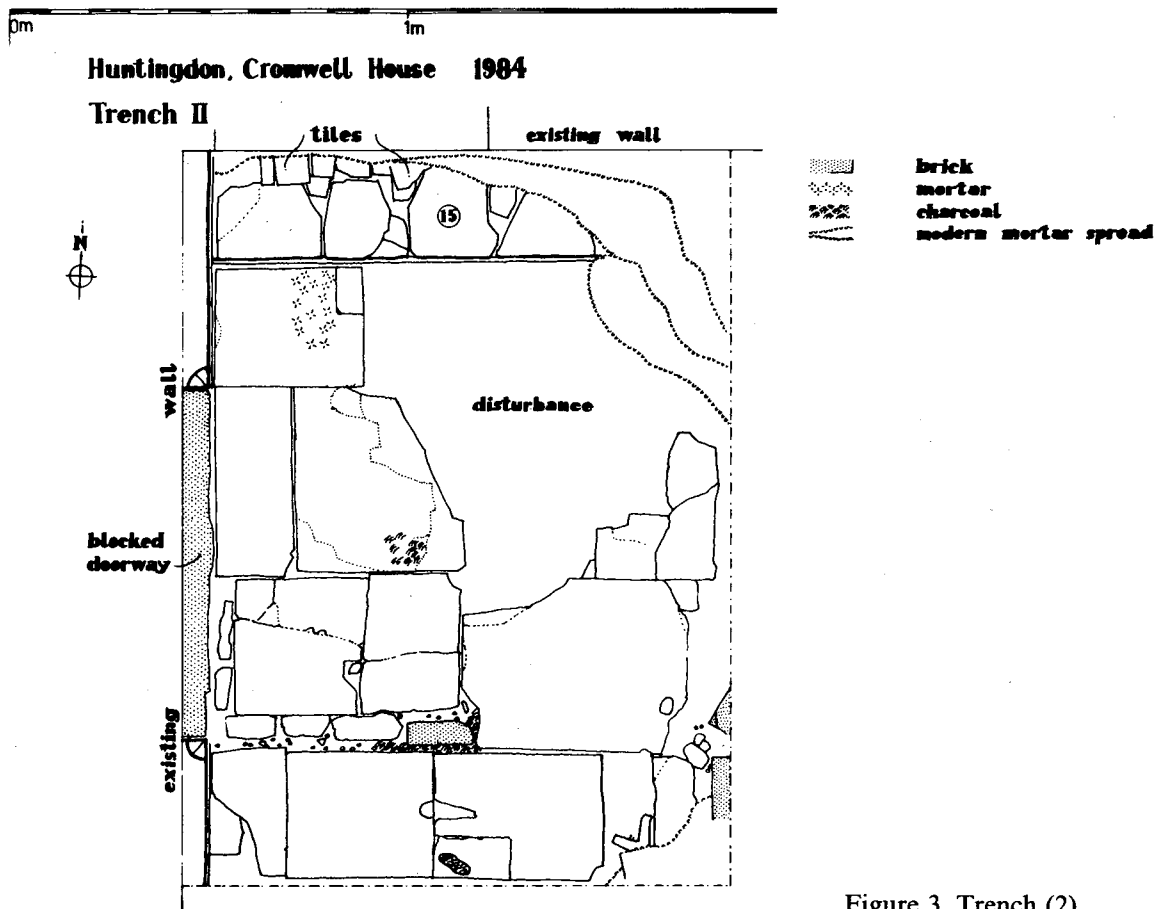 0m 1m
Huntingdon, Cromwell House 1984
Trench II
tiles existing wall
brick
mortar
charcoal
modern mortar spread
15
N
wall
disturbance
blocked
doorway
existing
Figure 3. Trench (2)